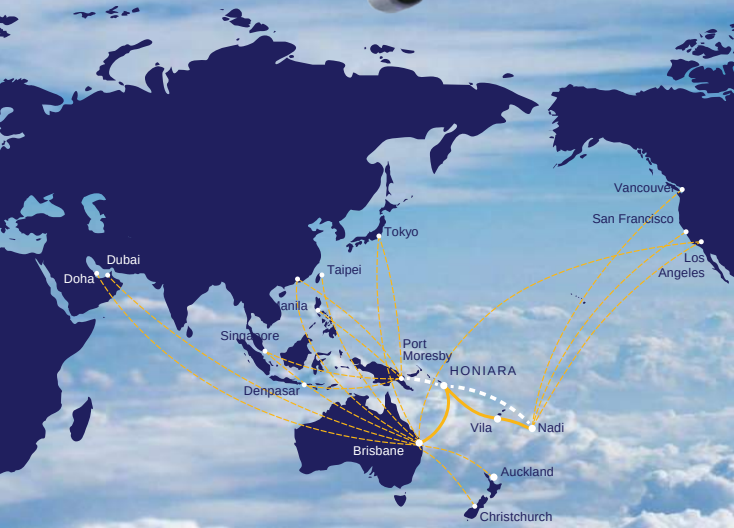 Vancouver
San Francisco
Tokyo
Los
Angeles
Dubai
Doha
Taipei
anila
Singapore
Port
Moresby
HONIARA
Denpasar
Vila
Nadi
Brisbane
Auckland
Christchurch